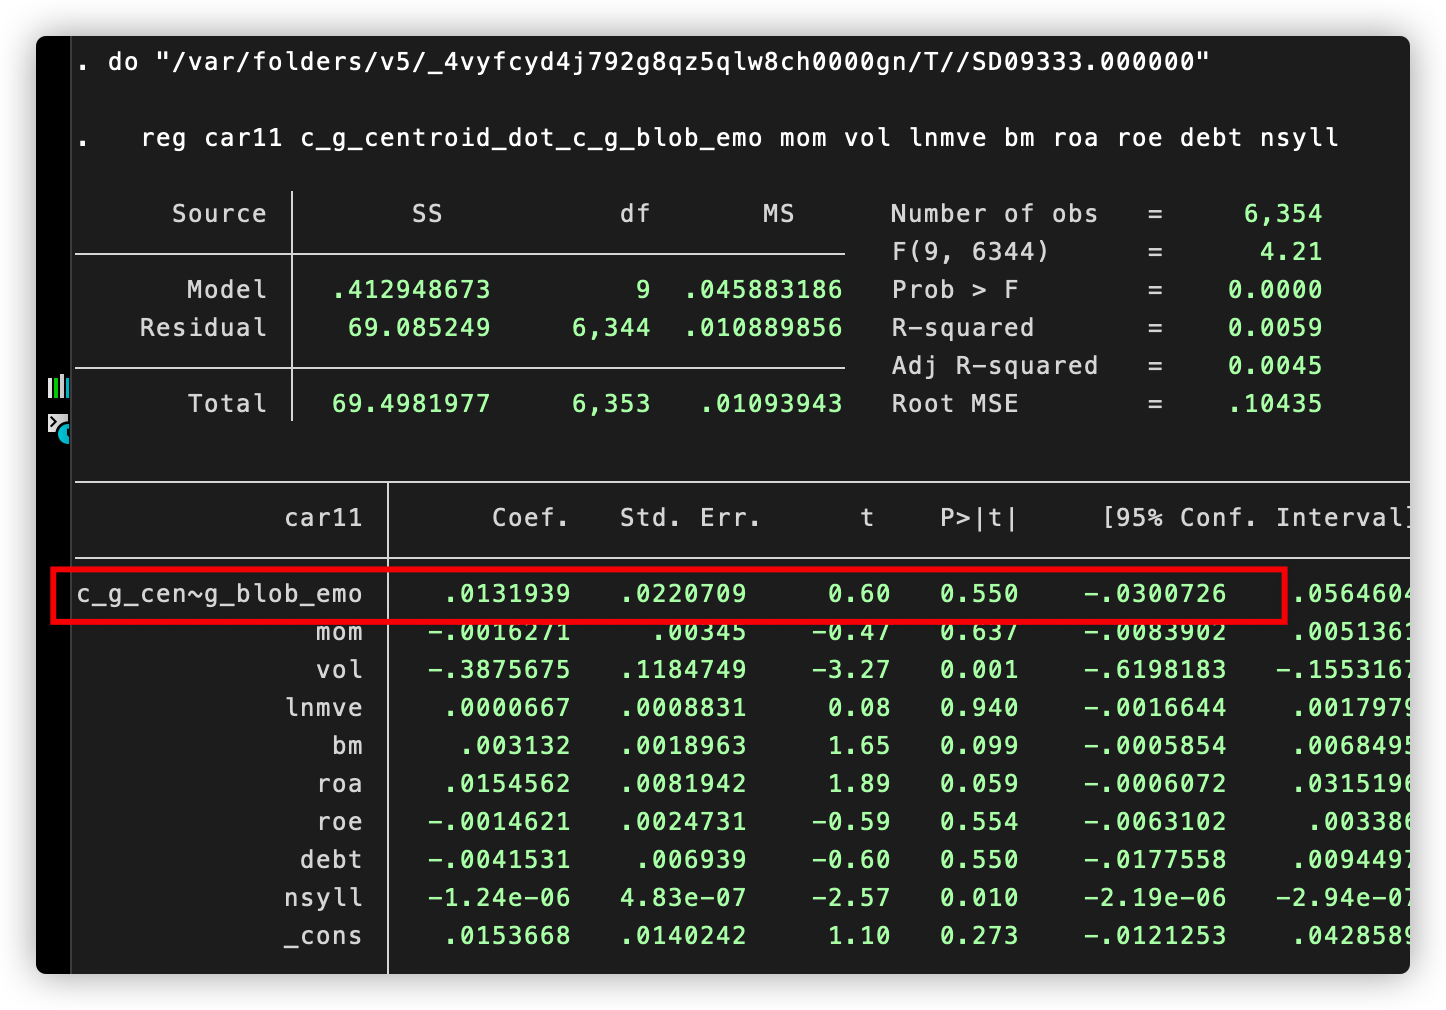 . do "/var/folders/v5/_4vyfcyd4j792g8qz5qlw8ch0000gn/T//SD09333.000000"
. reg car11 c_g_centroid_dot_c_g_blob_emo mom vol lnmve bm roa roe debt nsyll
Source SS df MS Number of obs = 6,354
F(9, 6344) = 4.21
Model .412948673 9 .045883186 Prob > F = 0.0000
Residual 69.085249 6,344 .010889856 R-squared = 0.0059
Adj R-squared = 0.0045
Total 69.4981977 6,353 .01093943 Root MSE = .10435
car11 Coef. Std. Err. t P>|t| [95% Conf. Interval]
c_g_cen~g_blob_emo .0131939 .0220709 0.60 0.550 -.0300726 .0564604
mom -.0016271 .00345 -0.47 0.637 -.0083902 .0051361
vol -.3875675 .1184749 -3.27 0.001 -.6198183 -.1553167
lnmve .0000667 .0008831 0.08 0.940 -.0016644 .0017979
bm .003132 .0018963 1.65 0.099 -.0005854 .0068495
roa .0154562 .0081942 1.89 0.059 -.0006072 .0315196
roe -.0014621 .0024731 -0.59 0.554 -.0063102 .003386
debt -.0041531 .006939 -0.60 0.550 -.0177558 .0094497
nsyll -1.24e-06 4.83e-07 -2.57 0.010 -2.19e-06 -2.94e-07
_cons .0153668 .0140242 1.10 0.273 -.0121253 .0428589